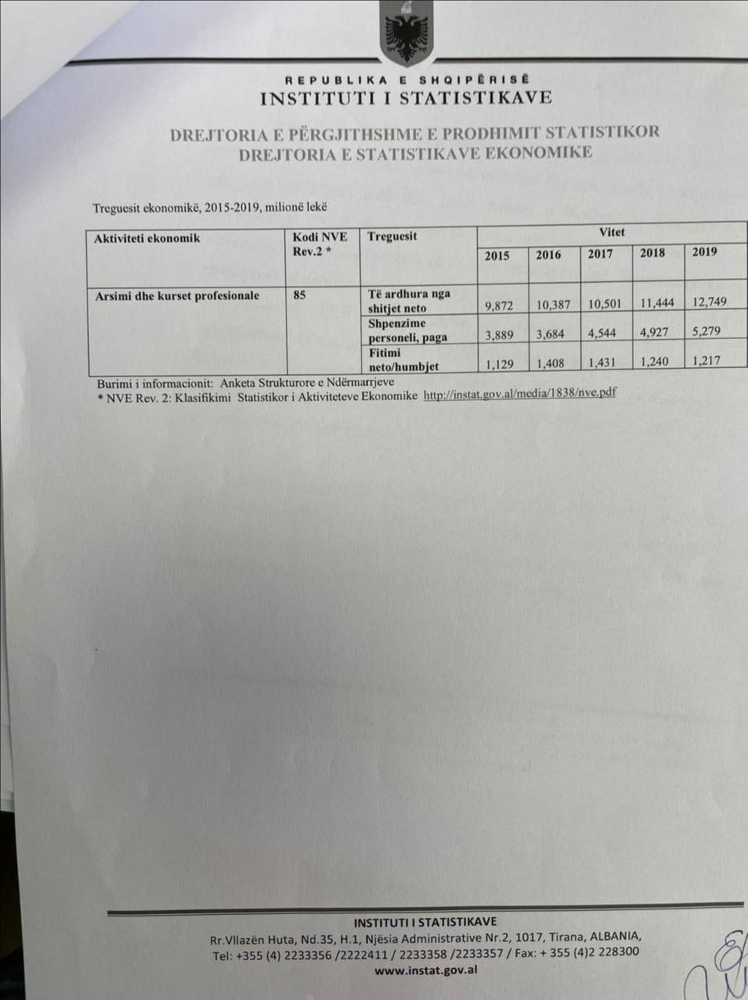 REPUBLIKA E SHQIPËRISË
INSTITUTI I STATISTIKAVE
DREJTORIA E PËRGJITHSHME E PRODHIMIT STATISTIKOR
DREJTORIA E STATISTIKAVE EKONOMIKE
Treguesit ekonomikë, 2015-2019, milionë lekë
Aktiviteti ekonomik Kodi NVE Rev.2 * Treguesit Vitet
2015 2016 2017 2018 2019
Arsimi dhe kurset profesionale 85 Të ardhura nga shitjet neto 9,872 10,387 10,501 11,444 12,749
Shpenzime personeli, paga 3,889 3,684 4,544 4,927 5,279
Fitimi neto/humbjet 1,129 1,408 1,431 1,240 1,217
Burimi i informacionit: Anketa Strukturore e Ndërmarrjeve
* NVE Rev. 2: Klasifikimi Statistikor i Aktiviteteve Ekonomike http://instat.gov.al/media/1838/nve.pdf
INSTITUTI I STATISTIKAVE
Rr.Vllazën Huta, Nd.35, H.1, Njësia Administrative Nr.2, 1017, Tirana, ALBANIA,
Tel: +355 (4) 2233356 /2222411 / 2233358 /2233357 / Fax: + 355 (4)2 228300
www.instat.gov.al